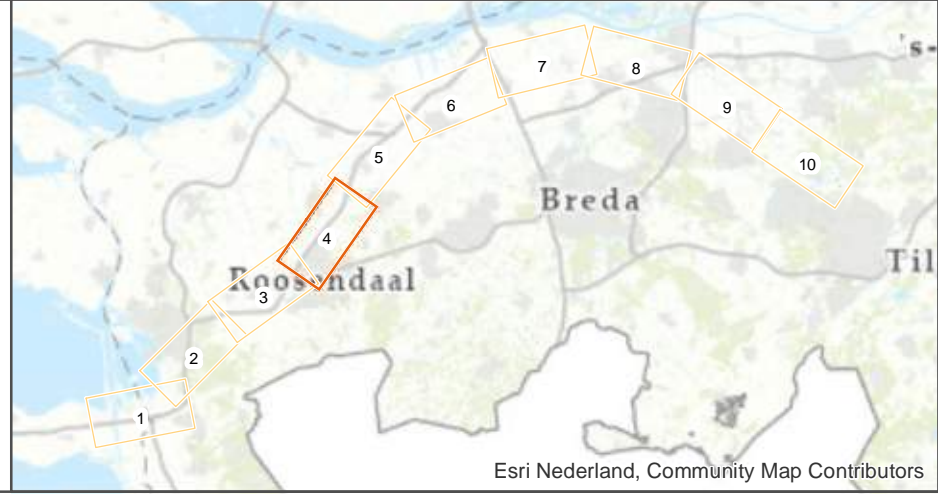 's-
7
8
6
9
5
10
Breda
4
Til
Roosendaal
3
2
1
Esri Nederland, Community Map Contributors